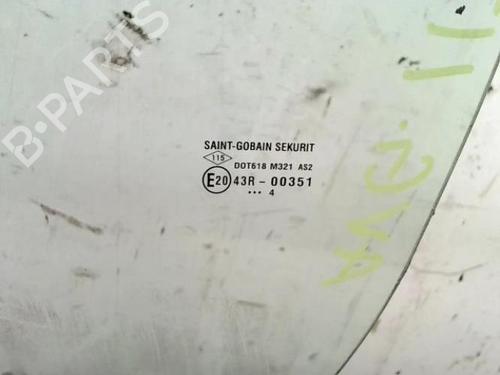 B-PARTS
SAINT-GOBAIN SEKURIT
115
DOT618 M321 AS2
E20 43R-00351
... 4